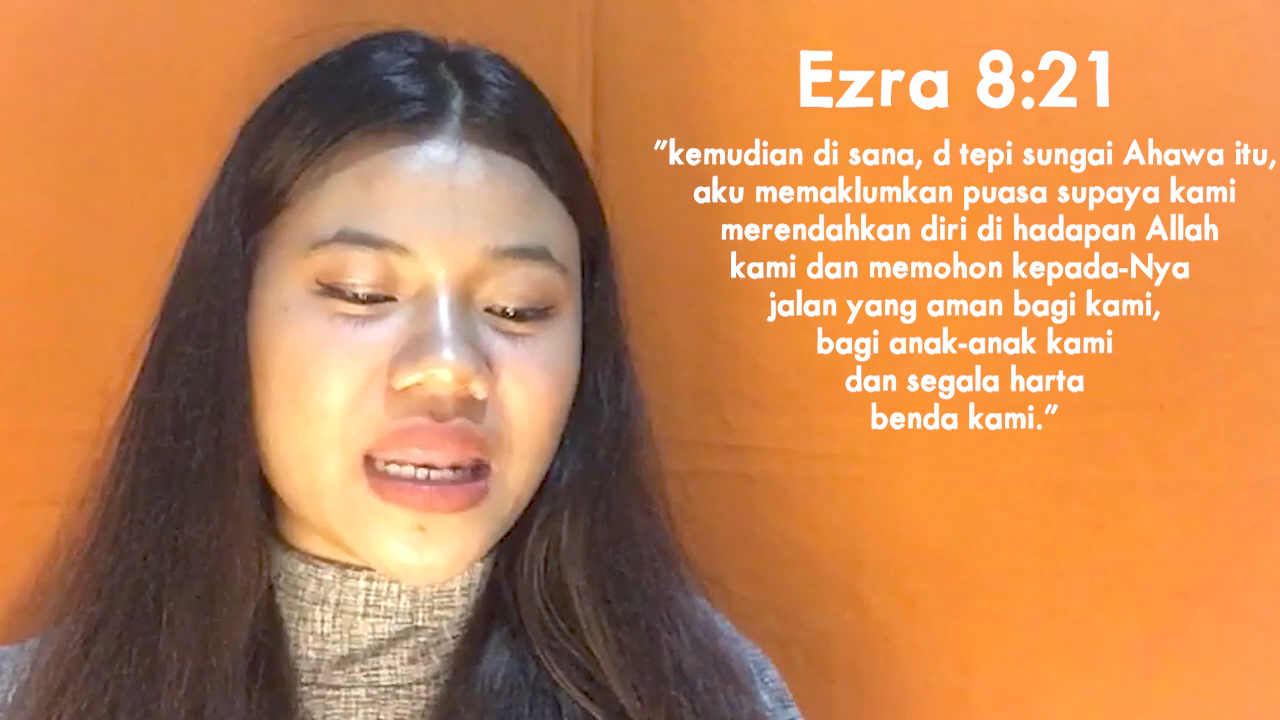 Ezra 8:21
"kemudian di sana, d tepi sungai Ahawa itu,
aku memaklumkan puasa supaya kami
merendahkan diri di hadapan Allah
kami dan memohon kepada-Nya
jalan yang aman bagi kami,
bagi anak-anak kami
dan segala harta
benda kami."